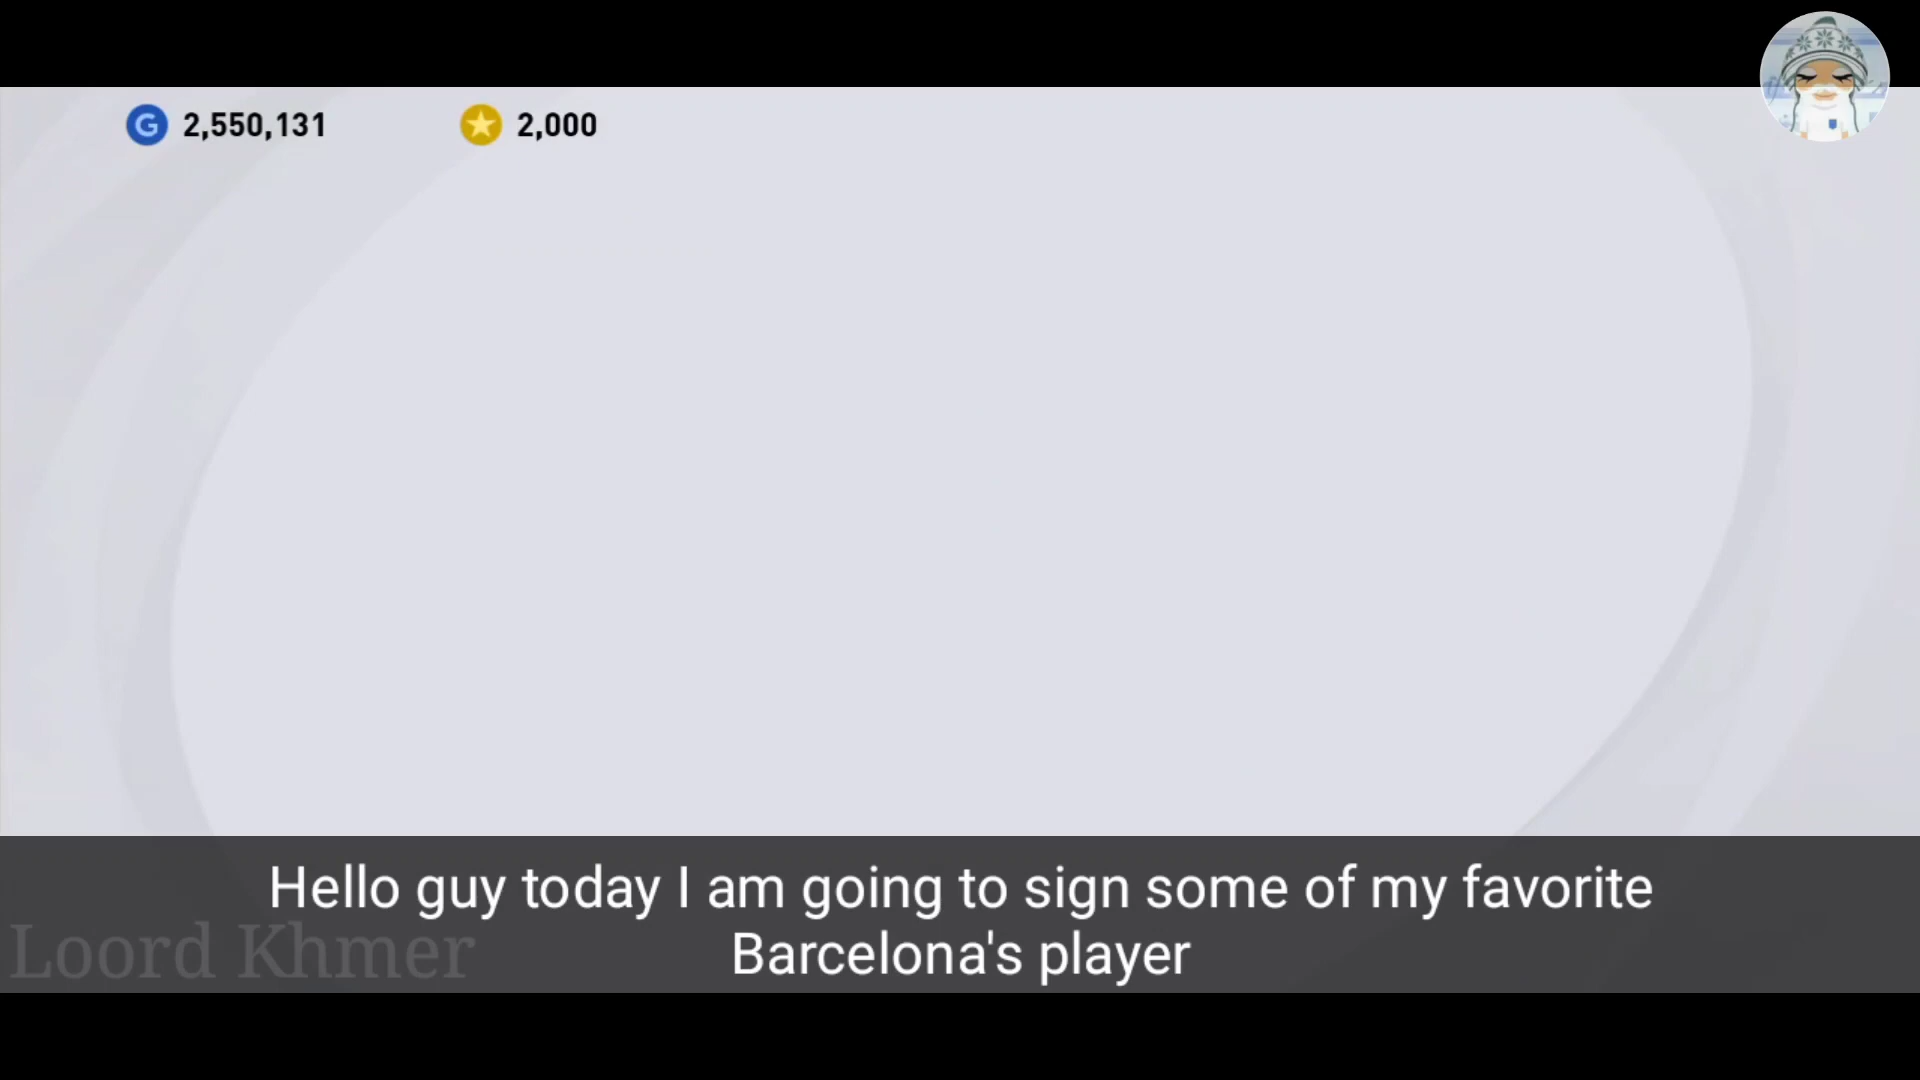 G 2,550,131 2,000
Hello guy today I am going to sign some of my favorite
Barcelona's player
Loord Khmer